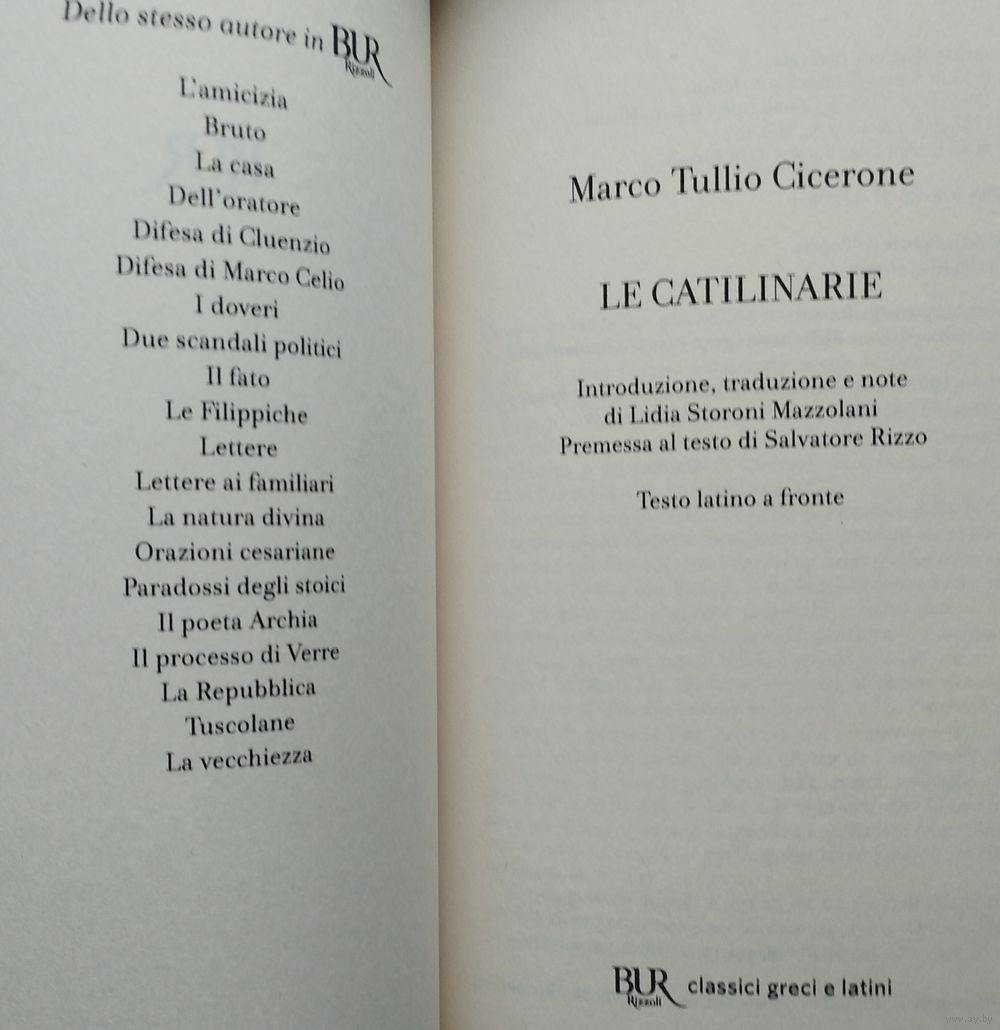 Dello stesso autore in BUR
Rizzoli
L'amicizia
Bruto
La casa
Dell'oratore
Difesa di Cluenzio
Difesa di Marco Celio
I doveri
Due scandali politici
Il fato
Le Filippiche
Lettere
Lettere ai familiari
La natura divina
Orazioni cesariane
Paradossi degli stoici
Il poeta Archia
Il processo di Verre
La Repubblica
Tuscolane
La vecchiezza
Marco Tullio Cicerone
LE CATILINARIE
Introduzione, traduzione e note
di Lidia Storoni Mazzolani
Premessa al testo di Salvatore Rizzo
Testo latino a fronte
BUR classici greci e latini
Rizzoli
www.ay.by